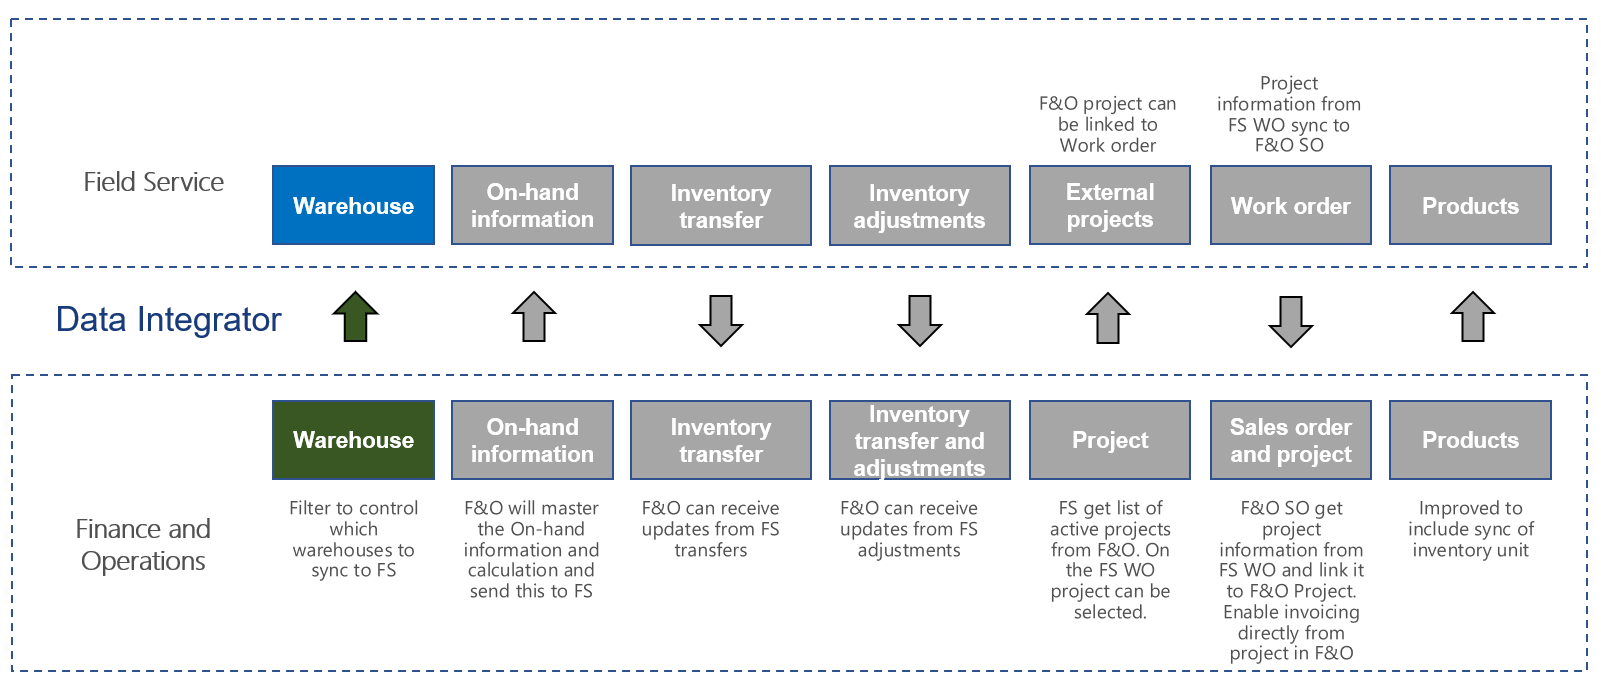 F&O project can
be linked to
Work order
Project
information from
FS WO sync to
F&O SO
Field Service
Warehouse
On-hand
information
Inventory
transfer
Inventory
adjustments
External
projects
Work order
Products
Data Integrator
Finance and
Operations
Warehouse
On-hand
information
Inventory
transfer
Inventory
transfer and
adjustments
Project
Sales order
and project
Products
Filter to control
which
warehouses to
sync to FS
F&O will master
the On-hand
information and
calculation and
send this to FS
F&O can receive
updates from FS
transfers
F&O can receive
updates from FS
adjustments
FS get list of
active projects
from F&O. On
the FS WO
project can be
selected.
F&O SO get
project
information from
FS WO and link it
to F&O Project.
Enable invoicing
directly from
project in F&O
Improved to
include sync of
inventory unit